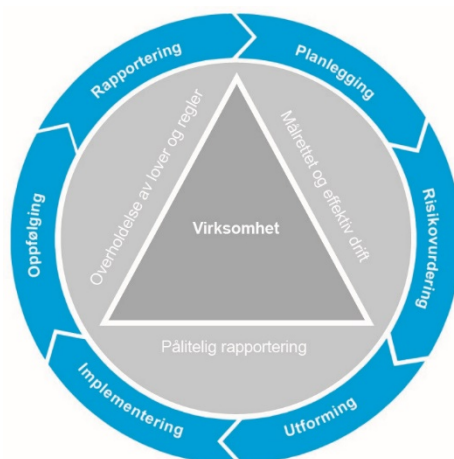 Rapportering
Planlegging
Risikovurdering
Utforming
Implementering
Oppfølging
Overholdelse av lover og regler
Målrettet og effektiv drift
Virksomhet
Pålitelig rapportering